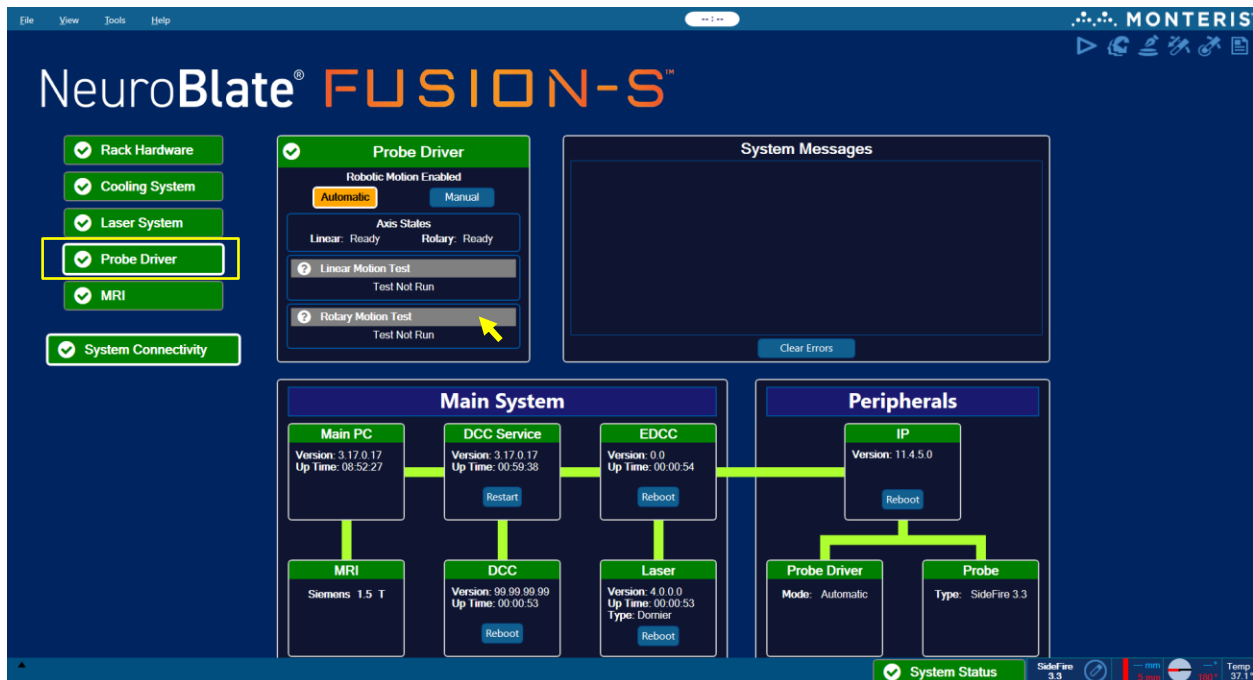 File View Tools Help
-- : --
MONTERIS
NeuroBlate® FUSION-S™
Rack Hardware
Cooling System
Laser System
Probe Driver
MRI
System Connectivity
Probe Driver
Robotic Motion Enabled
Automatic Manual
Axis States
Linear: Ready Rotary: Ready
? Linear Motion Test
Test Not Run
? Rotary Motion Test
Test Not Run
System Messages
Clear Errors
Main System
Main PC
Version: 3.17.0.17
Up Time: 08:52:27
DCC Service
Version: 3.17.0.17
Up Time: 00:59:38
Restart
EDCC
Version: 0.0
Up Time: 00:00:54
Reboot
MRI
Siemens 1.5 T
DCC
Version: 99.99.99.99
Up Time: 00:00:53
Reboot
Laser
Version: 4.0.0.0
Up Time: 00:00:53
Type: Dornier
Reboot
Peripherals
IP
Version: 11.4.5.0
Reboot
Probe Driver
Mode: Automatic
Probe
Type: SideFire 3.3
System Status
SideFire
3.3
--- mm
0 mm
---°
180°
Temp
37.1